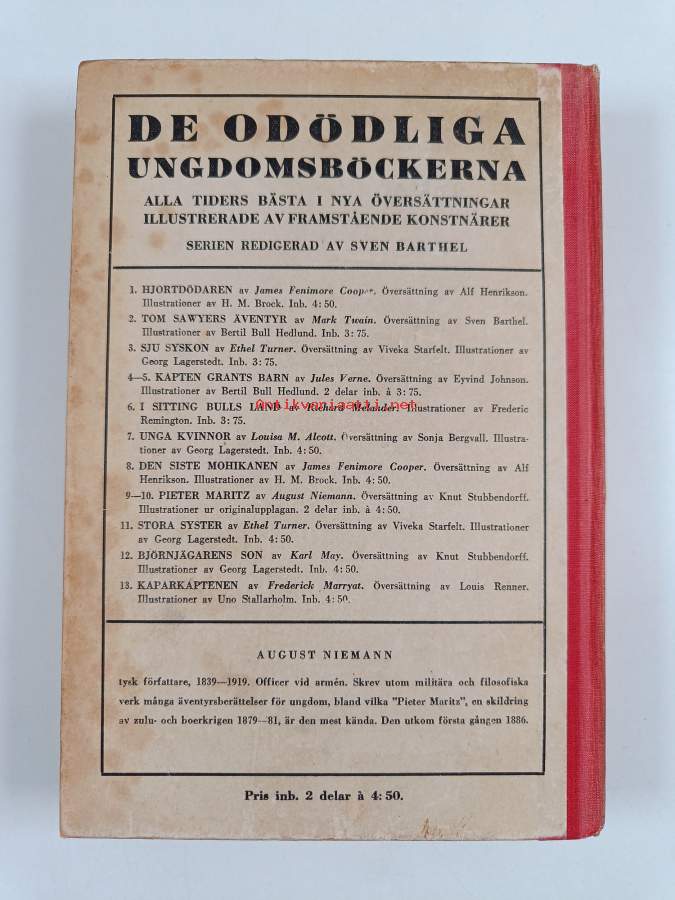 DE ODÖDLIGA
UNGDOMSBÖCKERNA
ALLA TIDERS BÄSTA I NYA ÖVERSÄTTNINGAR
ILLUSTRERADE AV FRAMSTÅENDE KONSTNÄRER
SERIEN REDIGERAD AV SVEN BARTHEL
1. HJORTDÖDAREN av James Fenimore Cooper. Översättning av Alf Henrikson.
Illustrationer av H. M. Brock. Inb. 4:50.
2. TOM SAWYERS ÄVENTYR av Mark Twain. Översättning av Sven Barthel.
Illustrationer av Bertil Bull Hedlund. Inb. 3:75.
3. SJU SYSKON av Ethel Turner. Översättning av Viveka Starfelt. Illustrationer av
Georg Lagerstedt. Inb. 3:75.
4—5. KAPTEN GRANTS BARN av Jules Verne. Översättning av Eyvind Johnson.
Illustrationer av Bertil Bull Hedlund. 2 delar inb. à 3:75.
Antikvariaatti.net
6. I SITTING BULLS LAND av Richard Melander. Illustrationer av Frederic
Remington. Inb. 3:75.
7. UNGA KVINNOR av Louisa M. Alcott. Översättning av Sonja Bergvall. Illustra-
tioner av Georg Lagerstedt. Inb. 4:50.
8. DEN SISTE MOHIKANEN av James Fenimore Cooper. Översättning av Alf
Henrikson. Illustrationer av H. M. Brock. Inb. 4:50.
9—10. PIETER MARITZ av August Niemann. Översättning av Knut Stubbendorff.
Illustrationer ur originalupplagan. 2 delar inb. à 4:50.
11. STORA SYSTER av Ethel Turner. Översättning av Viveka Starfelt. Illustrationer
av Georg Lagerstedt. Inb. 4:50.
12. BJÖRNJÄGARENS SON av Karl May. Översättning av Knut Stubbendorff.
Illustrationer av Georg Lagerstedt. Inb. 4:50.
13. KAPARKAPTENEN av Frederick Marryat. Översättning av Louis Renner.
Illustrationer av Uno Stallarholm. Inb. 4:50.
AUGUST NIEMANN
tysk författare, 1839—1919. Officer vid armén. Skrev utom militära och filosofiska
verk många äventyrsberättelser för ungdom, bland vilka "Pieter Maritz", en skildring
av zulu- och boerkrigen 1879—81, är den mest kända. Den utkom första gången 1886.
Pris inb. 2 delar à 4:50.